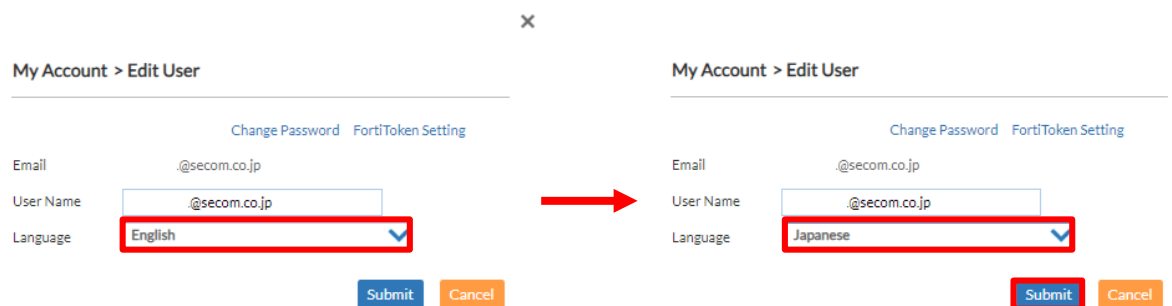 ×
My Account > Edit User
Change Password FortiToken Setting
Email .@secom.co.jp
User Name .@secom.co.jp
Language English
Submit Cancel
My Account > Edit User
Change Password FortiToken Setting
Email .@secom.co.jp
User Name .@secom.co.jp
Language Japanese
Submit Cancel